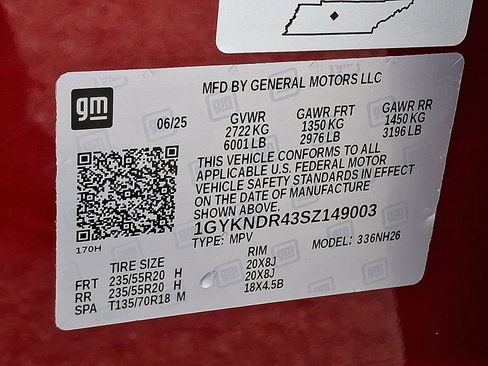 gm
MFD BY GENERAL MOTORS LLC
06/25
GVWR GAWR FRT GAWR RR
2722 KG 1350 KG 1450 KG
6001 LB 2976 LB 3196 LB
THIS VEHICLE CONFORMS TO ALL
APPLICABLE U.S. FEDERAL MOTOR
VEHICLE SAFETY STANDARDS IN EFFECT
ON THE DATE OF MANUFACTURE
SHOWN ABOVE.
1GYKNDR43SZ149003
TYPE: MPV MODEL: 336NH26
170H
TIRE SIZE RIM
FRT 235/55R20 H 20X8J
RR 235/55R20 H 20X8J
SPA T135/70R18 M 18X4.5B